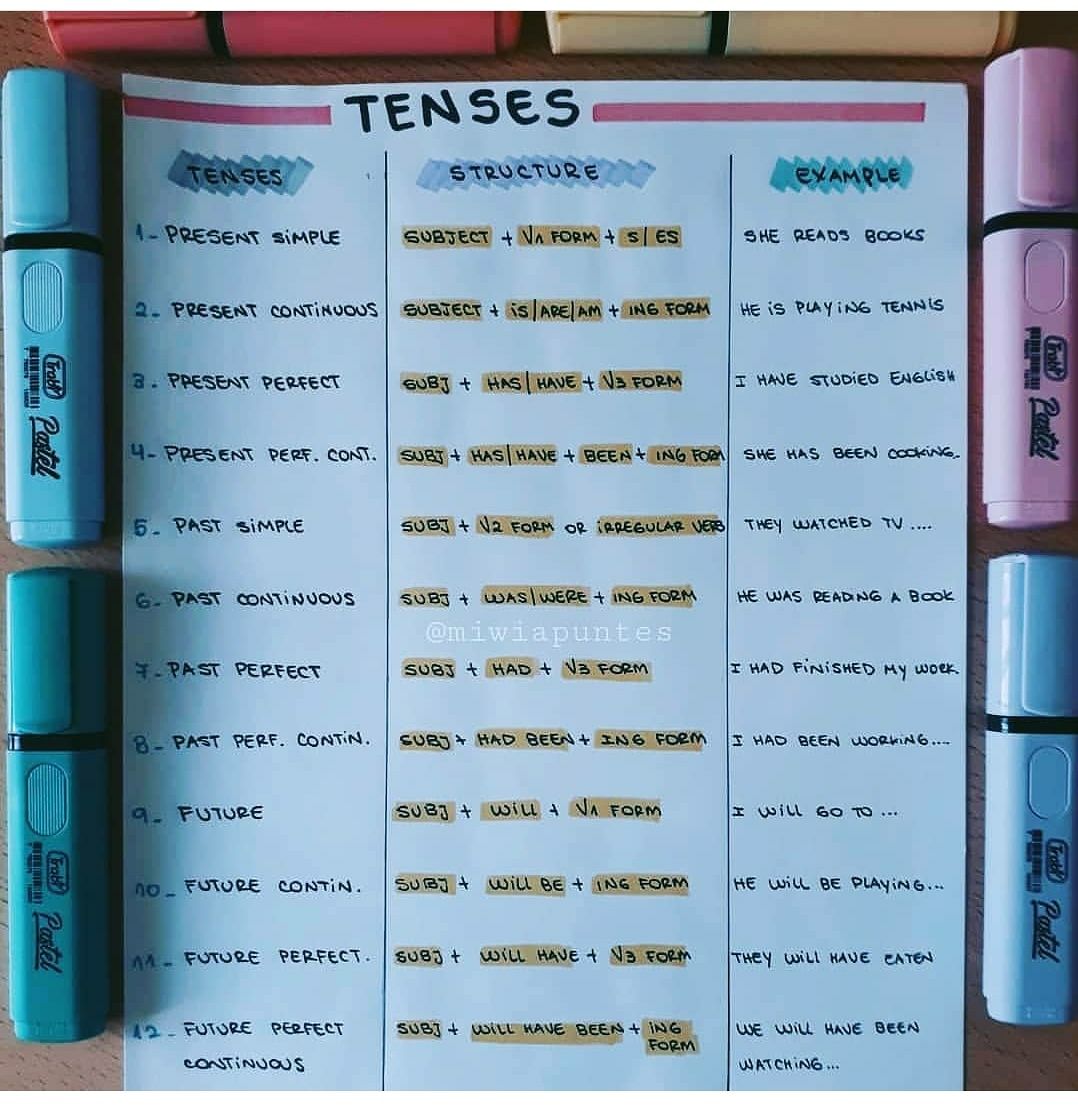 TENSES
TENSES STRUCTURE EXAMPLE
1- PRESENT SIMPLE SUBJECT + V1 FORM + S|ES SHE READS BOOKS
2- PRESENT CONTINUOUS SUBJECT + IS|ARE|AM + ING FORM HE IS PLAYING TENNIS
3- PRESENT PERFECT SUBJ + HAS|HAVE + V3 FORM I HAVE STUDIED ENGLISH
4- PRESENT PERF. CONT. SUBJ + HAS|HAVE + BEEN + ING FORM SHE HAS BEEN COOKING.
5- PAST SIMPLE SUBJ + V2 FORM OR IRREGULAR VERB THEY WATCHED TV ....
6- PAST CONTINUOUS SUBJ + WAS|WERE + ING FORM HE WAS READING A BOOK
@miwiapuntes
7- PAST PERFECT SUBJ + HAD + V3 FORM I HAD FINISHED MY WORK.
8- PAST PERF. CONTIN. SUBJ + HAD BEEN + ING FORM I HAD BEEN WORKING...
9- FUTURE SUBJ + WILL + V1 FORM I WILL GO TO ...
10- FUTURE CONTIN. SUBJ + WILL BE + ING FORM HE WILL BE PLAYING...
11- FUTURE PERFECT. SUBJ + WILL HAVE + V3 FORM THEY WILL HAVE EATEN
12- FUTURE PERFECT SUBJ + WILL HAVE BEEN + ING WE WILL HAVE BEEN
CONTINUOUS FORM WATCHING...
Trabi
Pastel
Trabi
Pastel
Trabi
Pastel
Trabi
Pastel